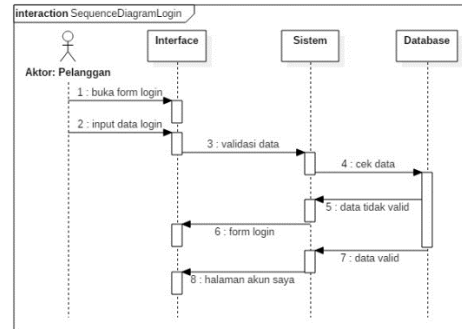 interaction SequenceDiagramLogin
Interface
Sistem
Database
Aktor: Pelanggan
1 : buka form login
2 : input data login
3 : validasi data
4 : cek data
5 : data tidak valid
6 : form login
7 : data valid
8 : halaman akun saya